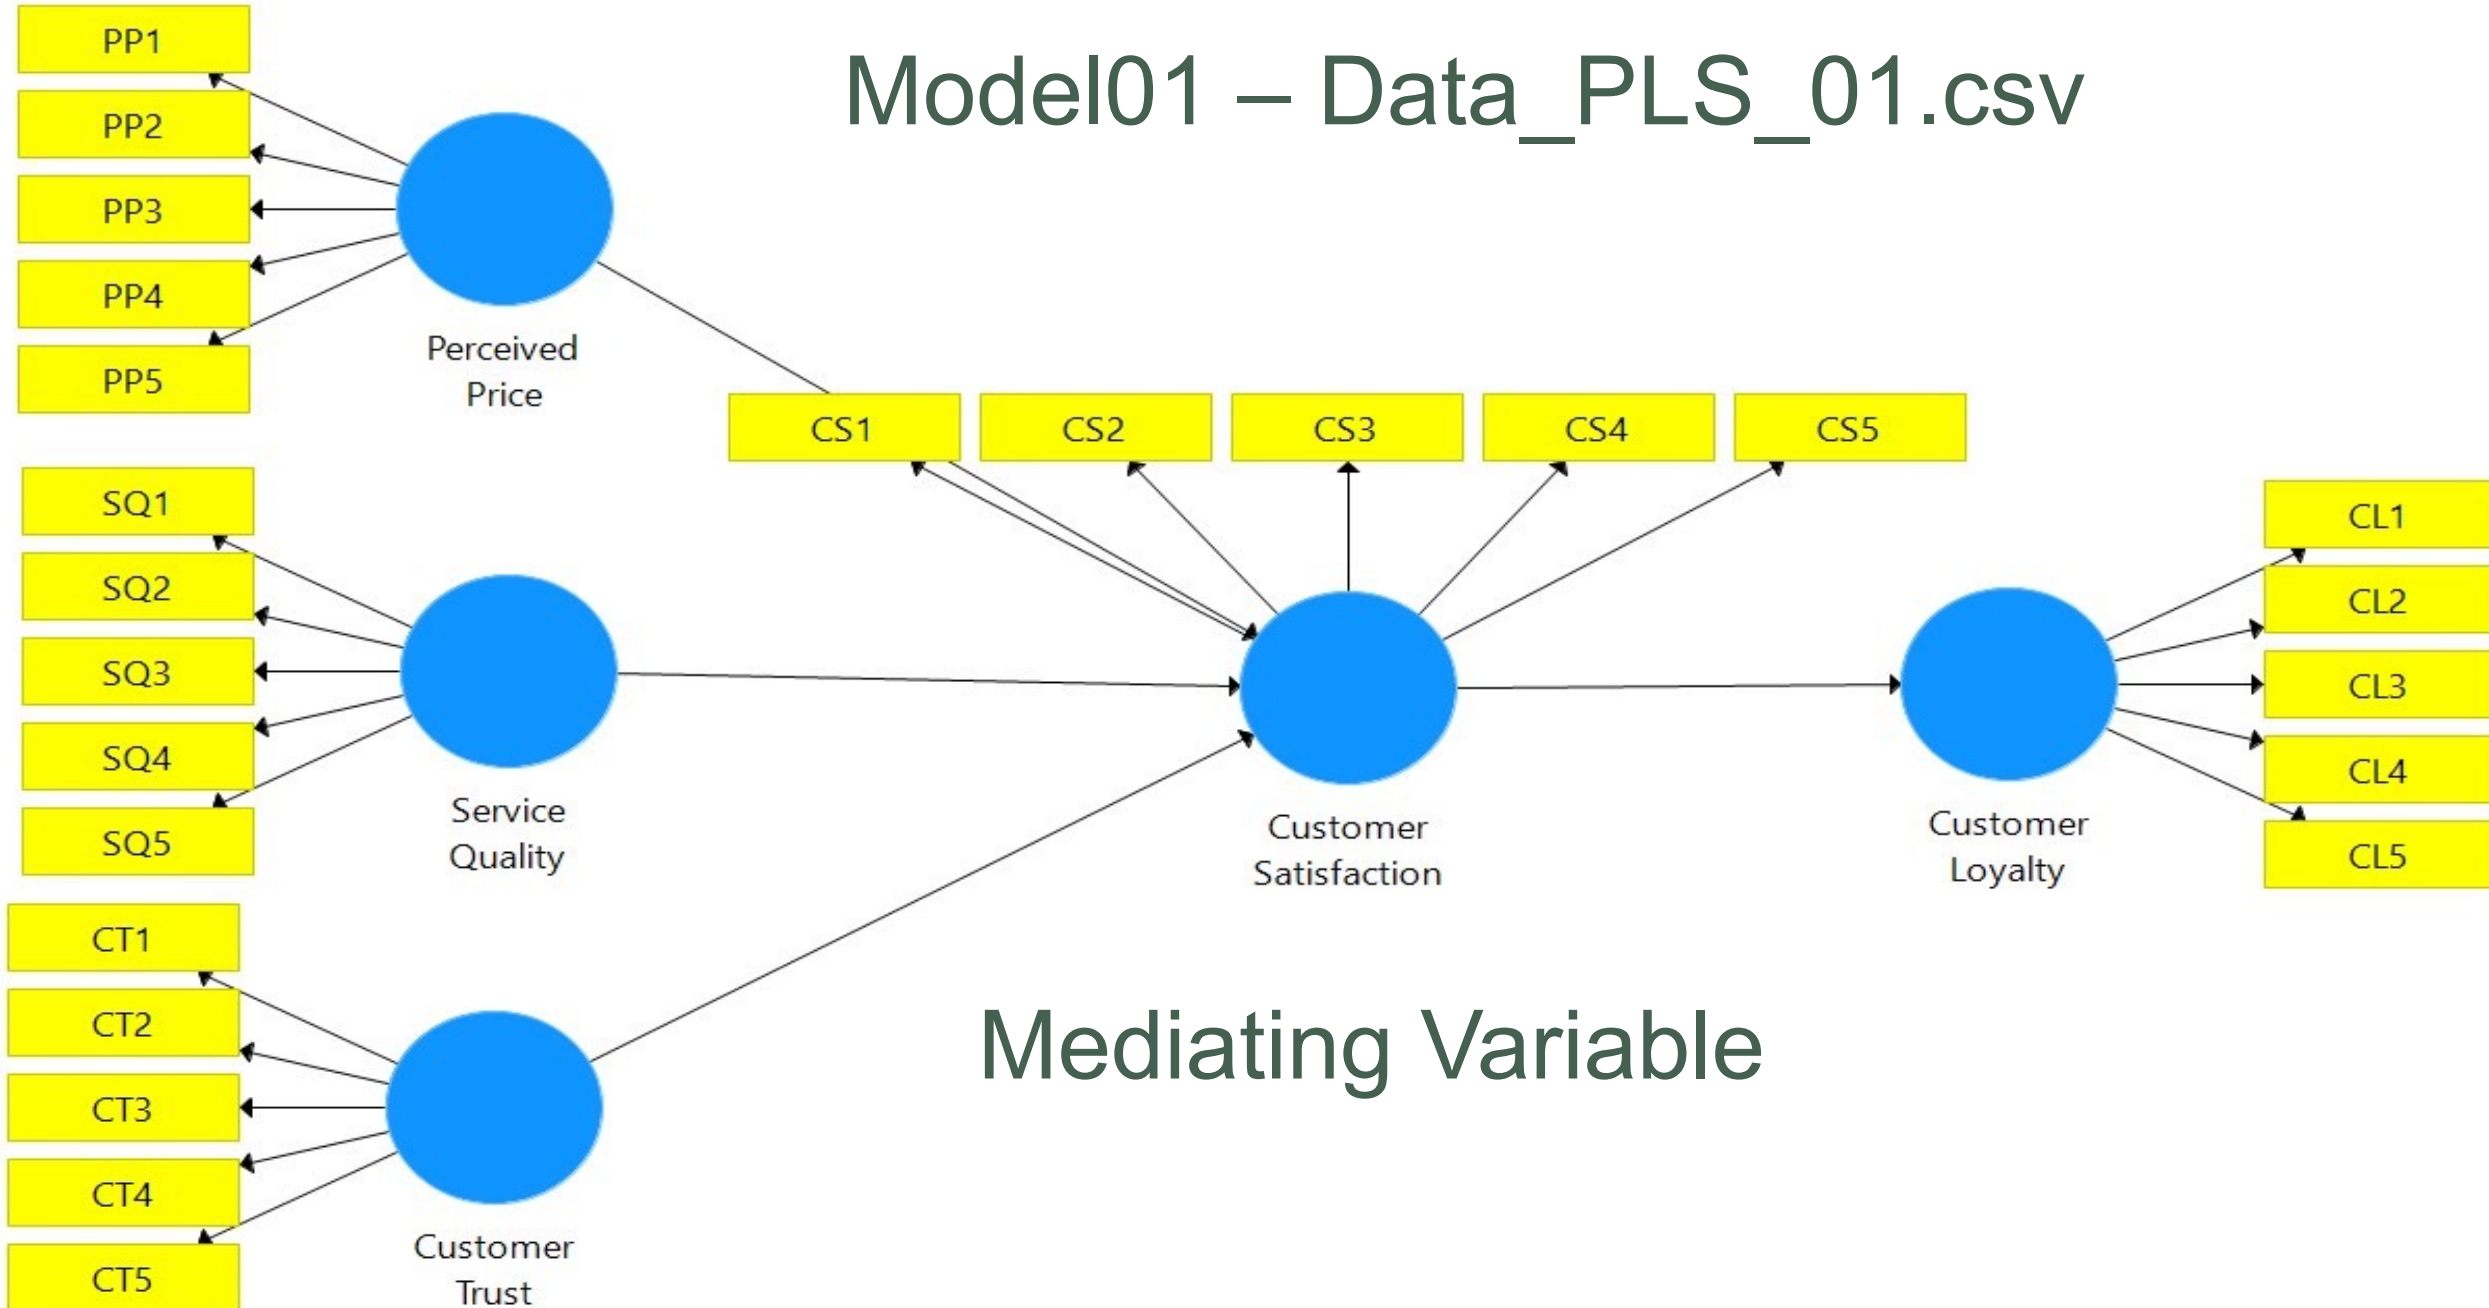 Model01 – Data_PLS_01.csv
PP1
PP2
PP3
PP4
PP5
Perceived
Price
CS1
CS2
CS3
CS4
CS5
SQ1
SQ2
SQ3
SQ4
SQ5
Service
Quality
Customer
Satisfaction
Customer
Loyalty
CL1
CL2
CL3
CL4
CL5
CT1
CT2
CT3
CT4
CT5
Customer
Trust
Mediating Variable